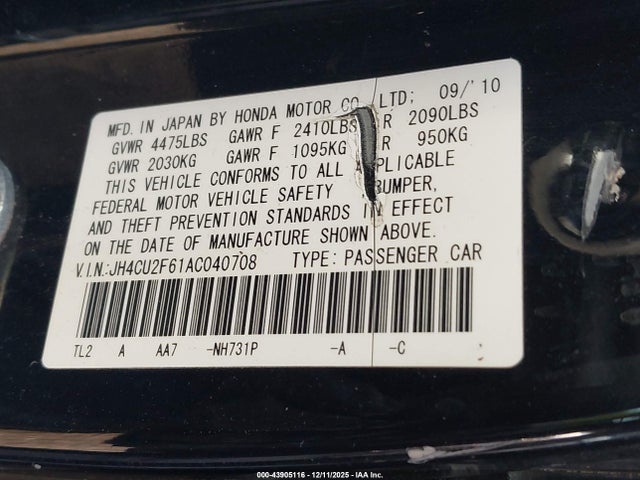 MFD. IN JAPAN BY HONDA MOTOR CO., LTD; 09/'10
GVWR 4475LBS GAWR F 2410LBS R 2090LBS
GVWR 2030KG GAWR F 1095KG R 950KG
THIS VEHICLE CONFORMS TO ALL APPLICABLE
FEDERAL MOTOR VEHICLE SAFETY BUMPER,
AND THEFT PREVENTION STANDARDS IN EFFECT
ON THE DATE OF MANUFACTURE SHOWN ABOVE.
V.I.N.:JH4CU2F61AC040708 TYPE: PASSENGER CAR
TL2 A AA7 -NH731P -A -C
000-43905116 - 12/11/2025 - IAA Inc.